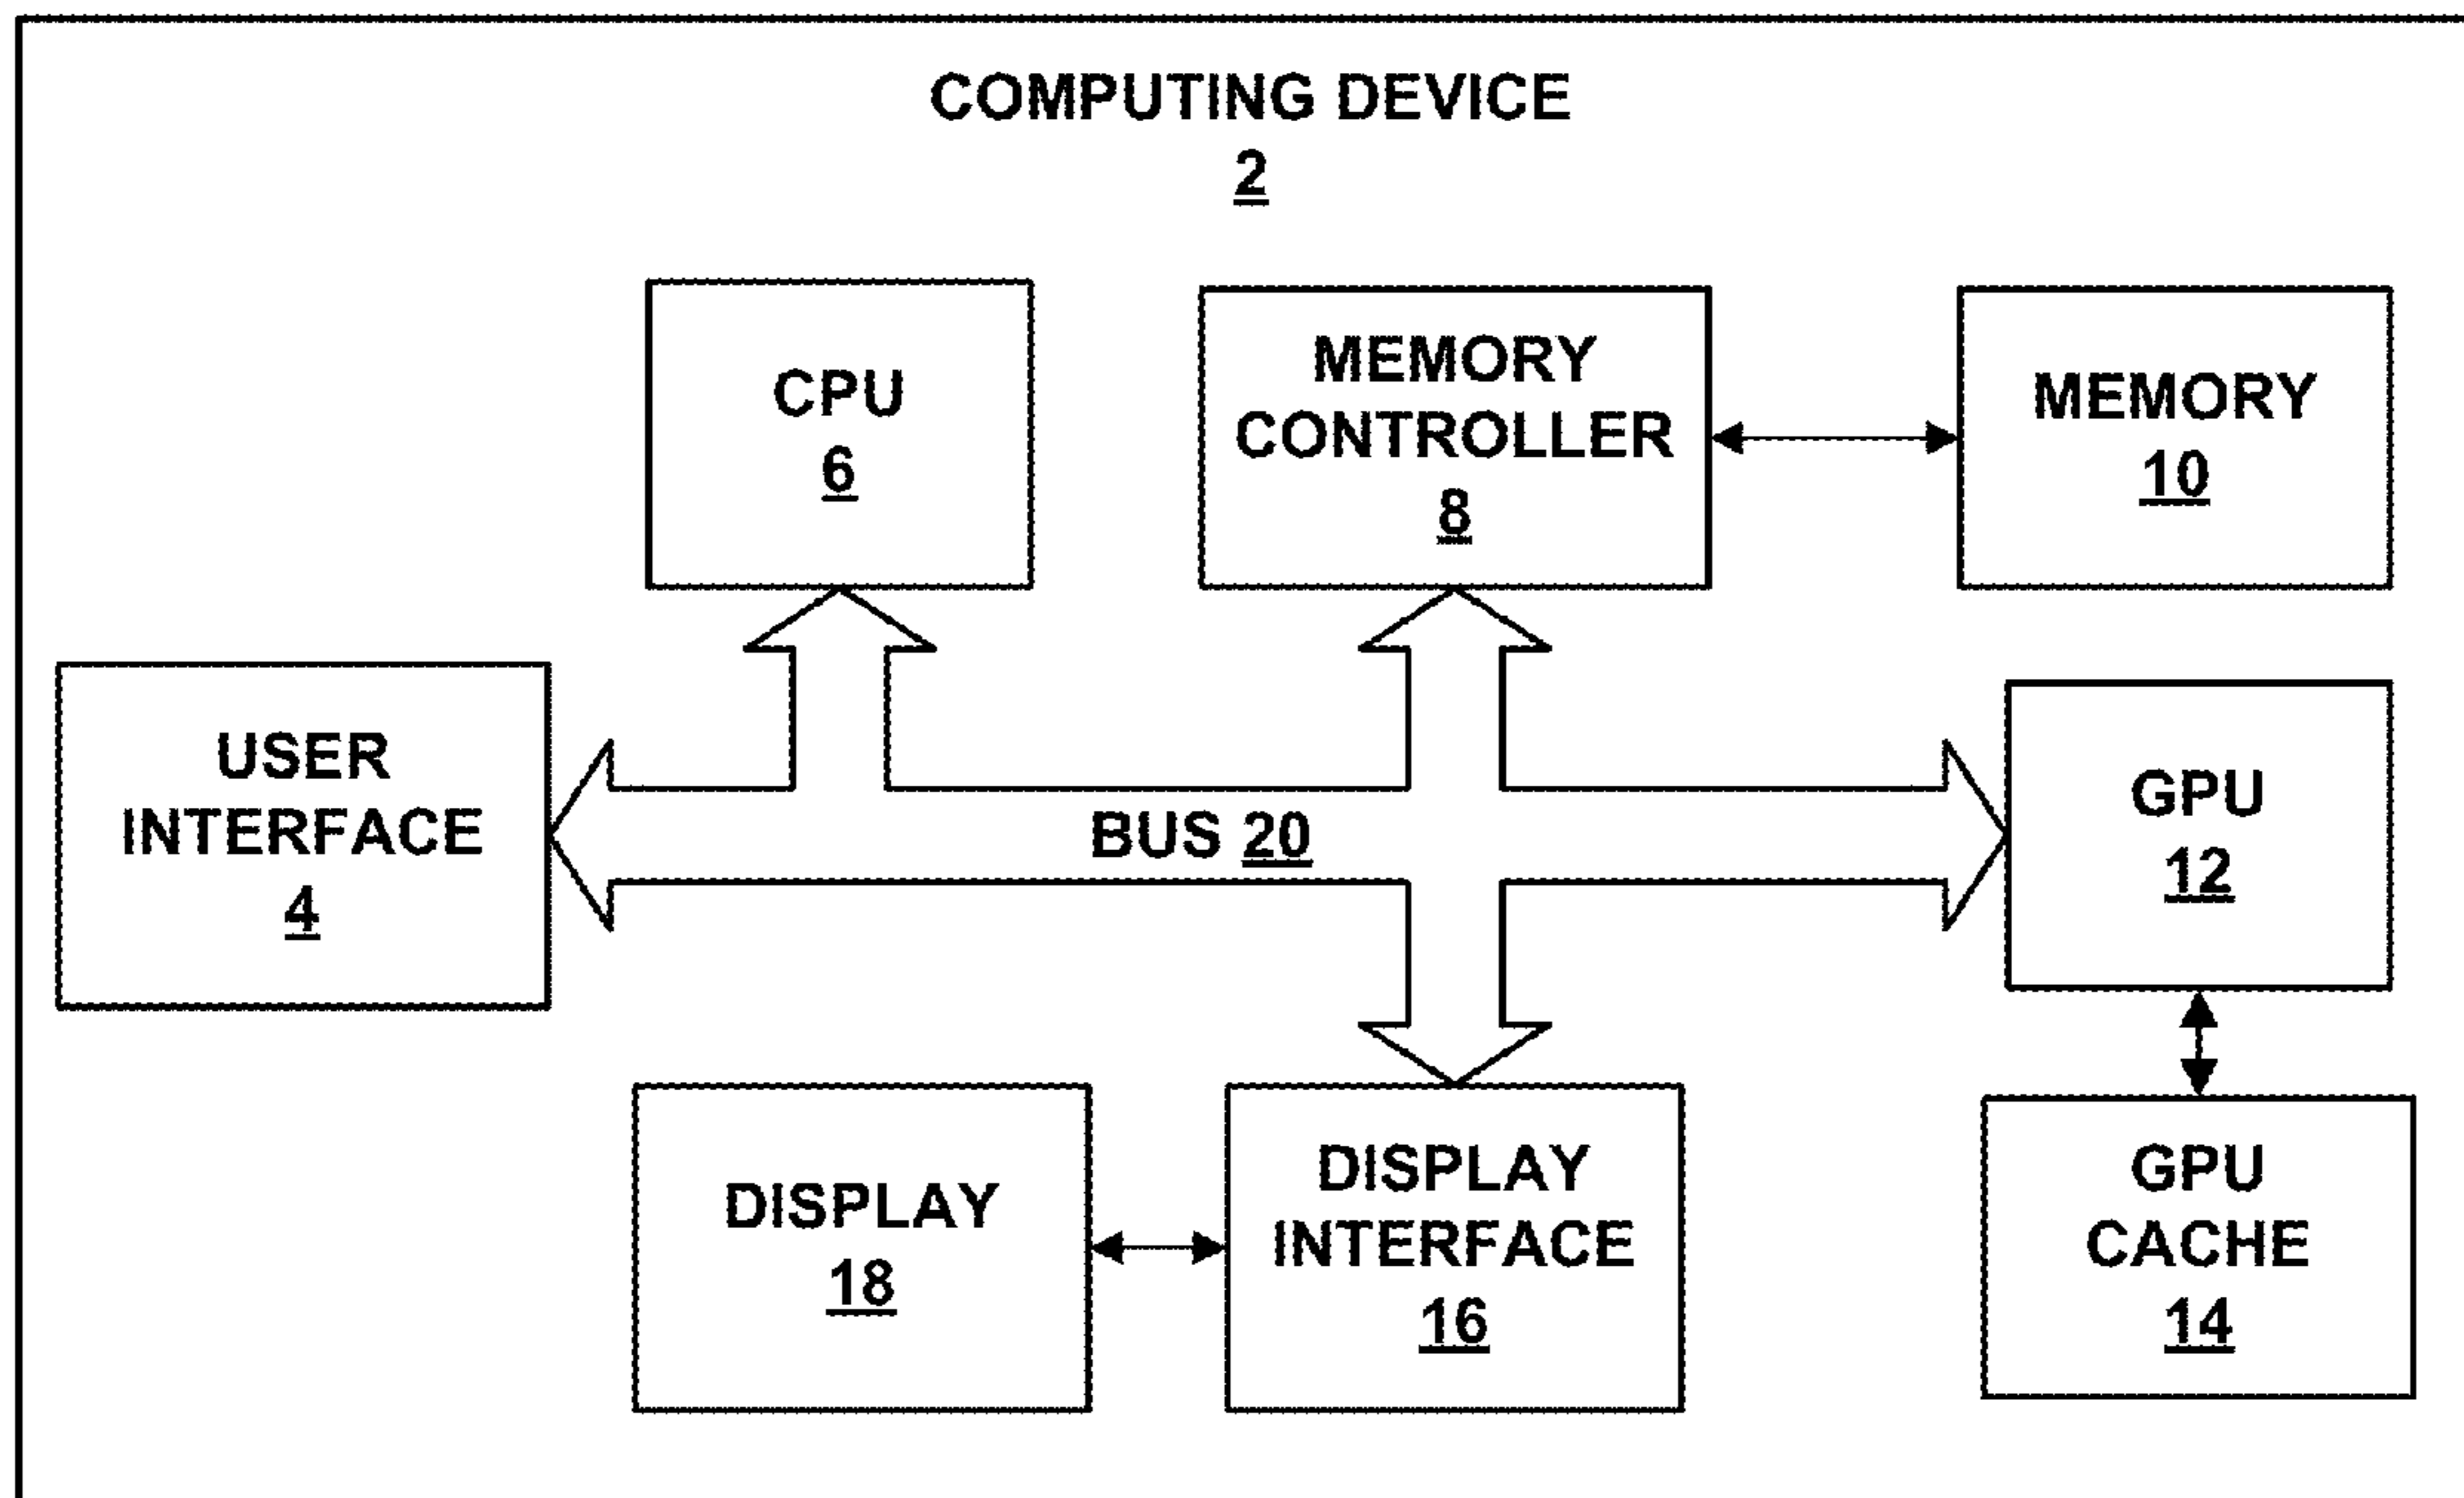 COMPUTING DEVICE
2
CPU
6
MEMORY
CONTROLLER
8
MEMORY
10
USER
INTERFACE
4
BUS 20
GPU
12
DISPLAY
18
DISPLAY
INTERFACE
16
GPU
CACHE
14